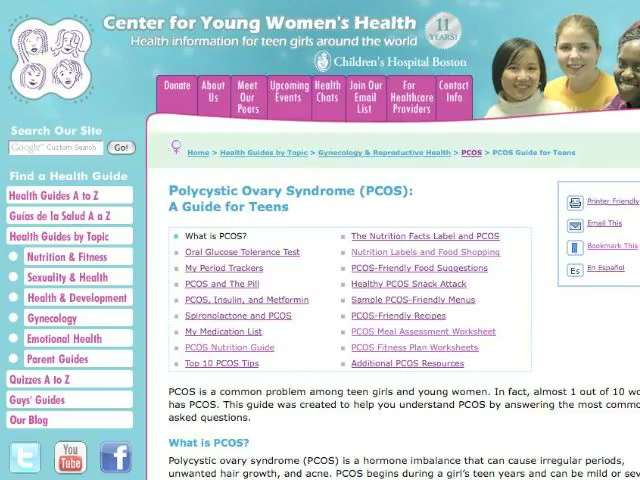 Center for Young Women's Health
11 YEARS!
Health information for teen girls around the world
Children's Hospital Boston
Donate
About Us
Meet Our Peers
Upcoming Events
Health Chats
Join Our Email List
For Healthcare Providers
Contact Info
Search Our Site
Google Custom Search Go!
Find a Health Guide
Health Guides A to Z
Guías de la Salud A a Z
Health Guides by Topic
Nutrition & Fitness
Sexuality & Health
Health & Development
Gynecology
Emotional Health
Parent Guides
Quizzes A to Z
Guys' Guides
Our Blog
t
You Tube
f
Home > Health Guides by Topic > Gynecology & Reproductive Health > PCOS > PCOS Guide for Teens
Polycystic Ovary Syndrome (PCOS):
A Guide for Teens
What is PCOS?
Oral Glucose Tolerance Test
My Period Trackers
PCOS and The Pill
PCOS, Insulin, and Metformin
Spironolactone and PCOS
My Medication List
PCOS Nutrition Guide
Top 10 PCOS Tips
The Nutrition Facts Label and PCOS
Nutrition Labels and Food Shopping
PCOS-Friendly Food Suggestions
Healthy PCOS Snack Attack
Sample PCOS-Friendly Menus
PCOS-Friendly Recipes
PCOS Meal Assessment Worksheet
PCOS Fitness Plan Worksheets
Additional PCOS Resources
Printer Friendly
Email This
Bookmark This
Es En Español
PCOS is a common problem among teen girls and young women. In fact, almost 1 out of 10
has PCOS. This guide was created to help you understand PCOS by answering the most
asked questions.
What is PCOS?
Polycystic ovary syndrome (PCOS) is a hormone imbalance that can cause irregular periods,
unwanted hair growth, and acne. PCOS begins during a girl's teen years and can be mild or